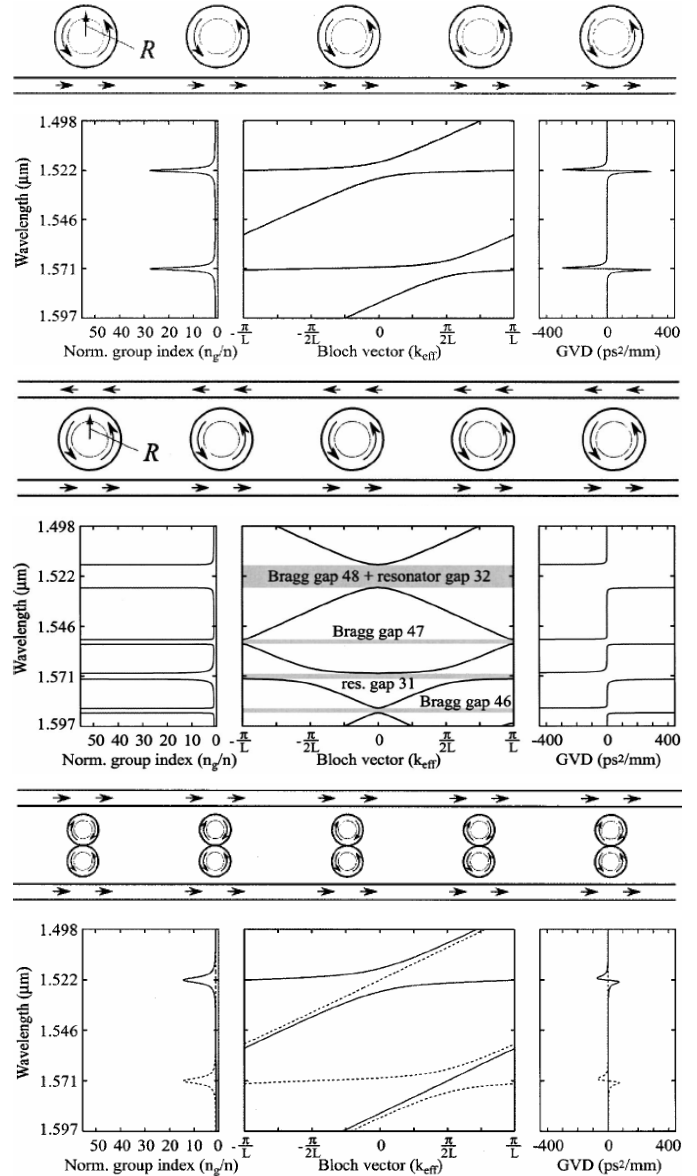 R
1.498
1.522
1.546
1.571
1.597
Wavelength (μm)
50 40 30 20 10 0
Norm. group index (ng/n)
-π/L -π/2L 0 π/2L π/L
Bloch vector (keff)
-400 0 400
GVD (ps²/mm)
R
1.498
1.522
1.546
1.571
1.597
Wavelength (μm)
Bragg gap 48 + resonator gap 32
Bragg gap 47
res. gap 31
Bragg gap 46
50 40 30 20 10 0
Norm. group index (ng/n)
-π/L -π/2L 0 π/2L π/L
Bloch vector (keff)
-400 0 400
GVD (ps²/mm)
1.498
1.522
1.546
1.571
1.597
Wavelength (μm)
50 40 30 20 10 0
Norm. group index (ng/n)
-π/L -π/2L 0 π/2L π/L
Bloch vector (keff)
-400 0 400
GVD (ps²/mm)